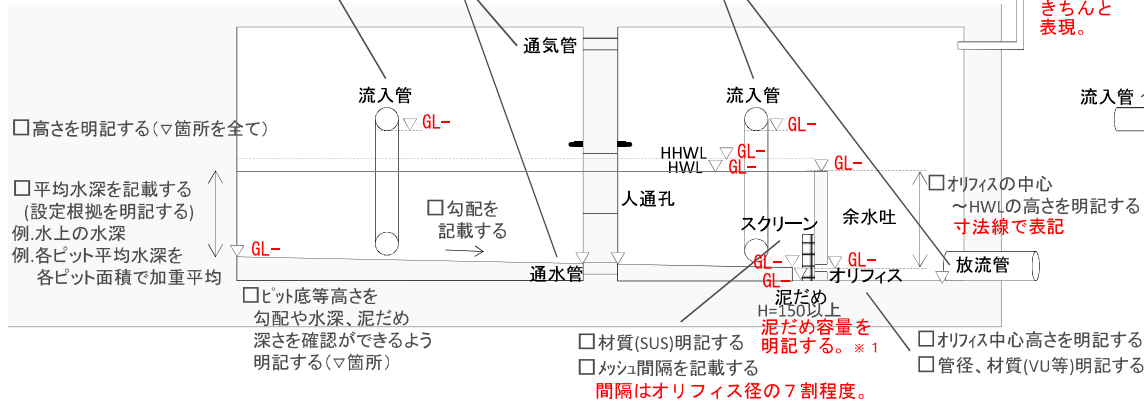 きちんと
表現。
通気管
流入管
GL-
流入管
GL-
流入管
□高さを明記する(▽箇所を全て)
HHWL
GL-
HWL
GL-
GL-
□平均水深を記載する
(設定根拠を明記する)
例.水上の水深
例.各ピット平均水深を
各ピット面積で加重平均
GL-
□勾配を
記載する
人通孔
スクリーン
余水吐
□オリフィスの中心
～HWLの高さを明記する
寸法線で表記
GL-
GL-
GL-
通水管
オリフィス
放流管
泥だめ
H=150以上
泥だめ容量を
明記する。※1
□ピット底等高さを
勾配や水深、泥だめ
深さを確認ができるよう
明記する(▽箇所)
□材質(SUS)明記する
□メッシュ間隔を記載する
間隔はオリフィス径の7割程度。
□オリフィス中心高さを明記する
□管径、材質(VU等)明記する